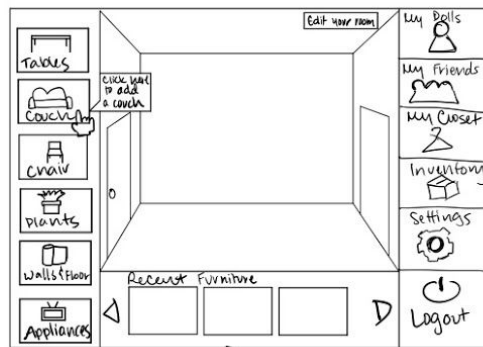 Tables
Couch
Click here
to add
a couch
Chair
Plants
Walls & Floor
Appliances
Edit your room
Recent Furniture
My Dolls
My Friends
My Closet
Inventory
Settings
Logout